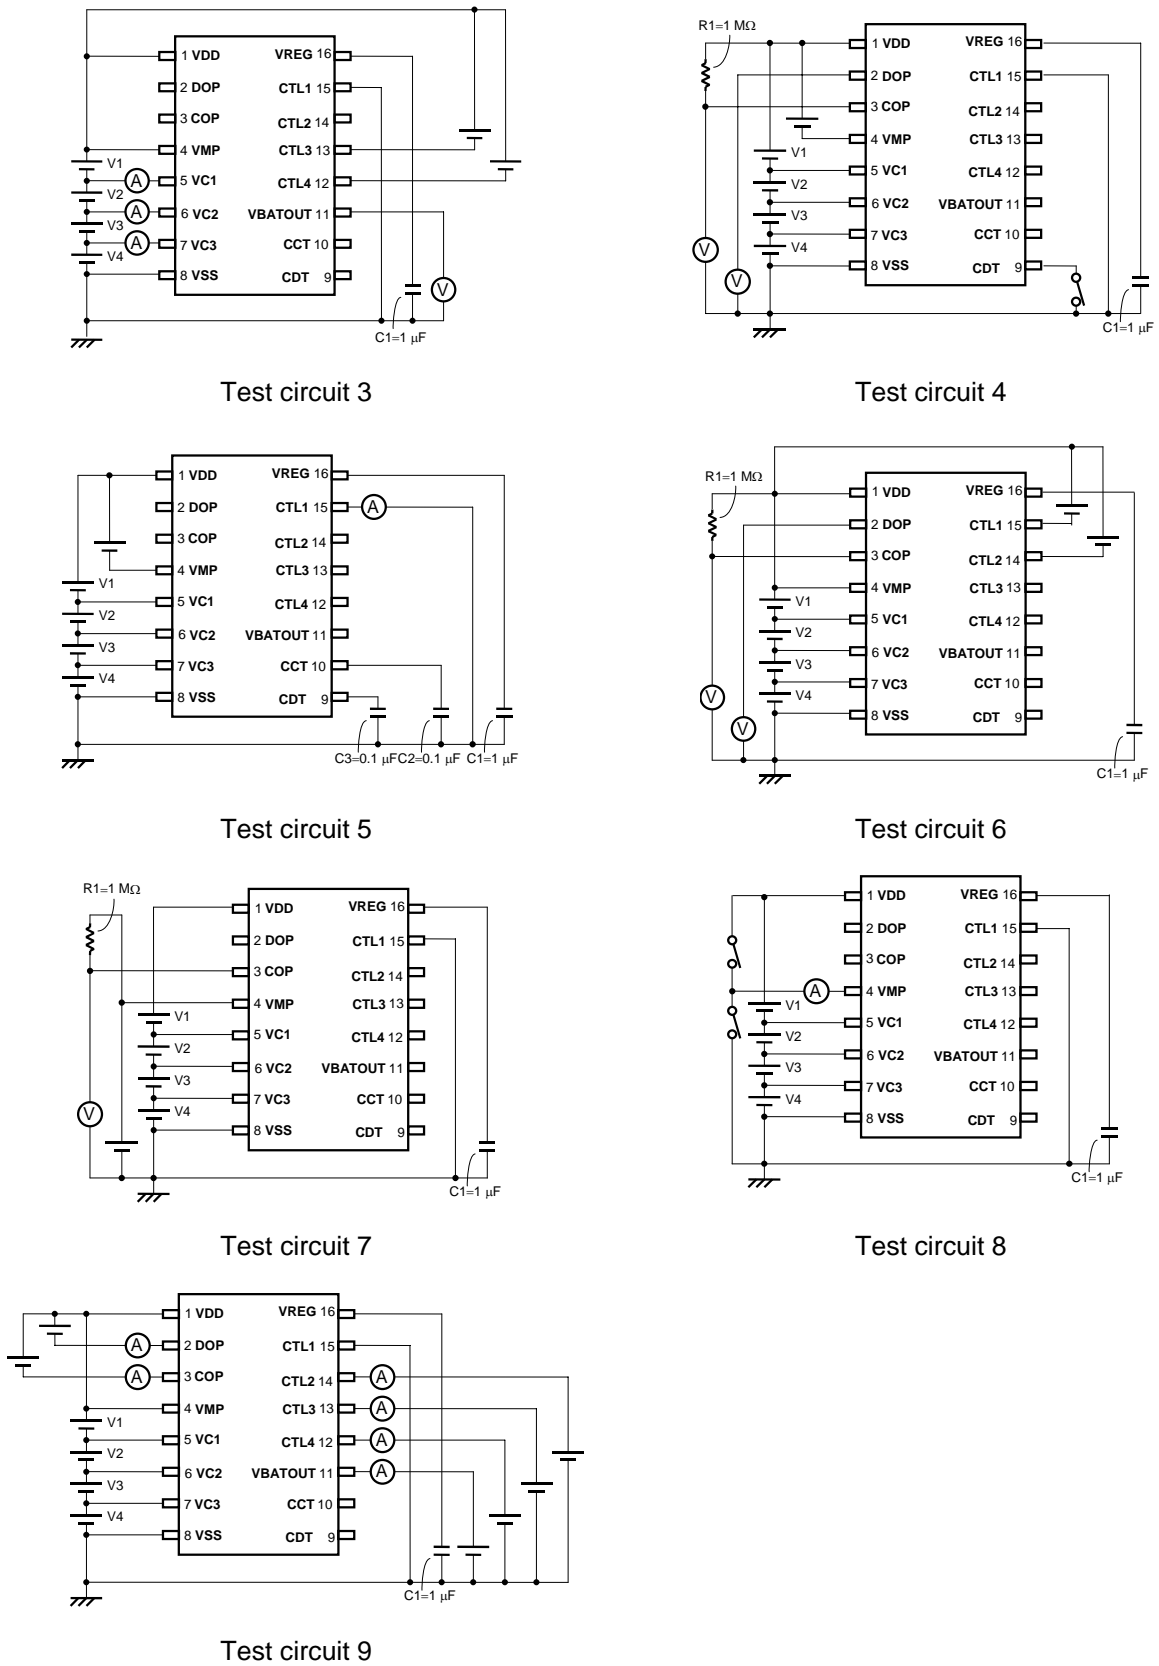 1 VDD VREG 16
2 DOP CTL1 15
3 COP CTL2 14
4 VMP CTL3 13
V1
A 5 VC1 CTL4 12
V2
A 6 VC2 VBATOUT 11
V3
A 7 VC3 CCT 10
V4
8 VSS CDT 9
V
C1=1 μF
Test circuit 3
R1=1 MΩ
1 VDD VREG 16
2 DOP CTL1 15
3 COP CTL2 14
4 VMP CTL3 13
V1
5 VC1 CTL4 12
V2
6 VC2 VBATOUT 11
V3
7 VC3 CCT 10
V V4
8 VSS CDT 9
V
C1=1 μF
Test circuit 4
1 VDD VREG 16
2 DOP CTL1 15 A
3 COP CTL2 14
4 VMP CTL3 13
V1
5 VC1 CTL4 12
V2
6 VC2 VBATOUT 11
V3
7 VC3 CCT 10
V4
8 VSS CDT 9
C3=0.1 μF C2=0.1 μF C1=1 μF
Test circuit 5
R1=1 MΩ
1 VDD VREG 16
2 DOP CTL1 15
3 COP CTL2 14
4 VMP CTL3 13
V1
5 VC1 CTL4 12
V2
6 VC2 VBATOUT 11
V3
7 VC3 CCT 10
V V4
8 VSS CDT 9
V
C1=1 μF
Test circuit 6
R1=1 MΩ
1 VDD VREG 16
2 DOP CTL1 15
3 COP CTL2 14
4 VMP CTL3 13
V1
5 VC1 CTL4 12
V2
6 VC2 VBATOUT 11
V3
7 VC3 CCT 10
V V4
8 VSS CDT 9
C1=1 μF
Test circuit 7
1 VDD VREG 16
2 DOP CTL1 15
3 COP CTL2 14
A 4 VMP CTL3 13
V1
5 VC1 CTL4 12
V2
6 VC2 VBATOUT 11
V3
7 VC3 CCT 10
V4
8 VSS CDT 9
C1=1 μF
Test circuit 8
1 VDD VREG 16
A 2 DOP CTL1 15
A 3 COP CTL2 14 A
4 VMP CTL3 13 A
V1
5 VC1 CTL4 12 A
V2
6 VC2 VBATOUT 11 A
V3
7 VC3 CCT 10
V4
8 VSS CDT 9
C1=1 μF
Test circuit 9